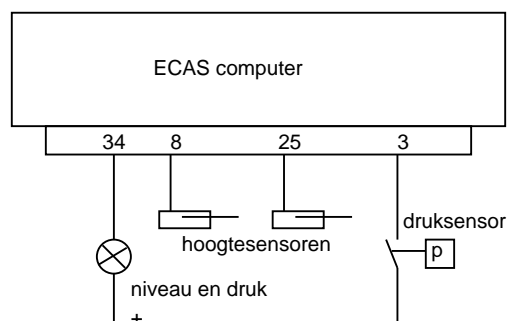 ECAS computer
34 8 25 3
druksensor
hoogtesensoren
p
niveau en druk
+